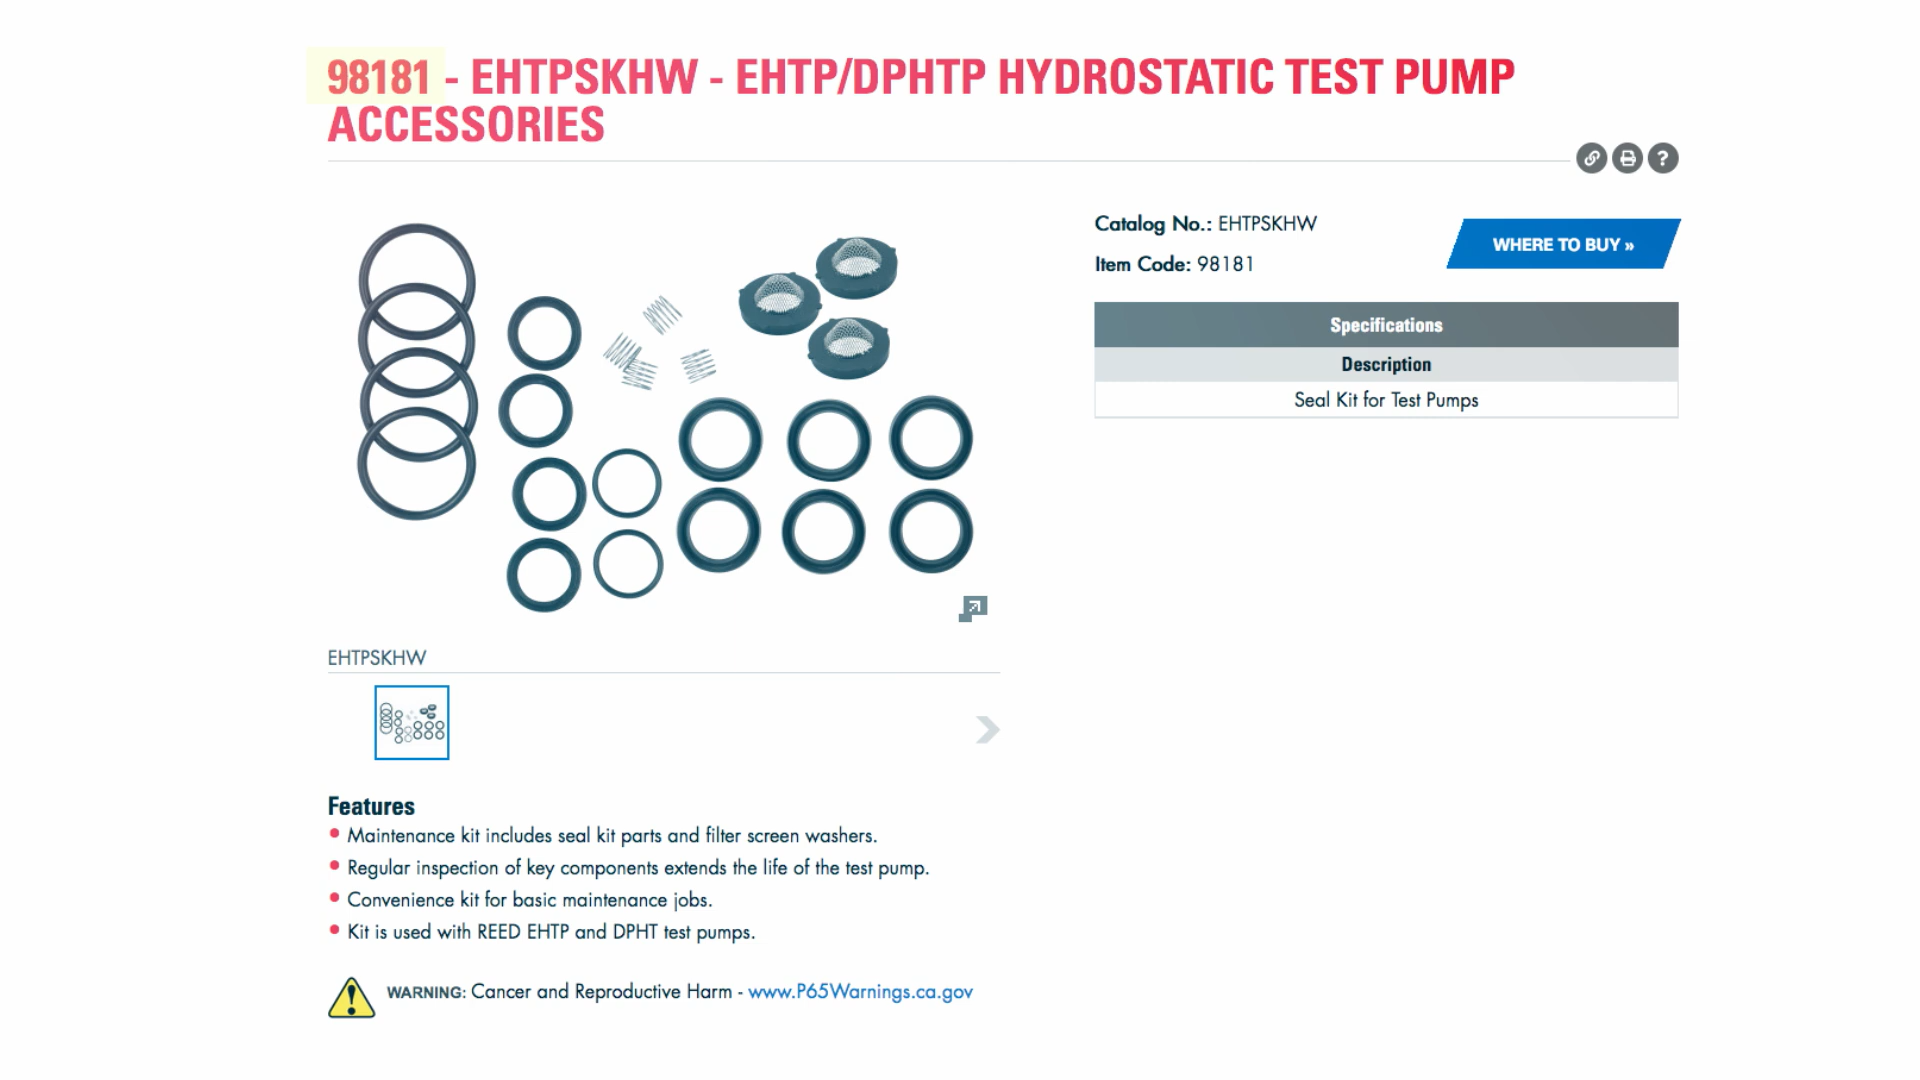 98181 - EHTPSKHW - EHTP/DPHTP HYDROSTATIC TEST PUMP
ACCESSORIES
?
Catalog No.: EHTPSKHW
Item Code: 98181
WHERE TO BUY »
Specifications
Description
Seal Kit for Test Pumps
EHTPSKHW
Features
• Maintenance kit includes seal kit parts and filter screen washers.
• Regular inspection of key components extends the life of the test pump.
• Convenience kit for basic maintenance jobs.
• Kit is used with REED EHTP and DPHT test pumps.
WARNING: Cancer and Reproductive Harm - www.P65Warnings.ca.gov